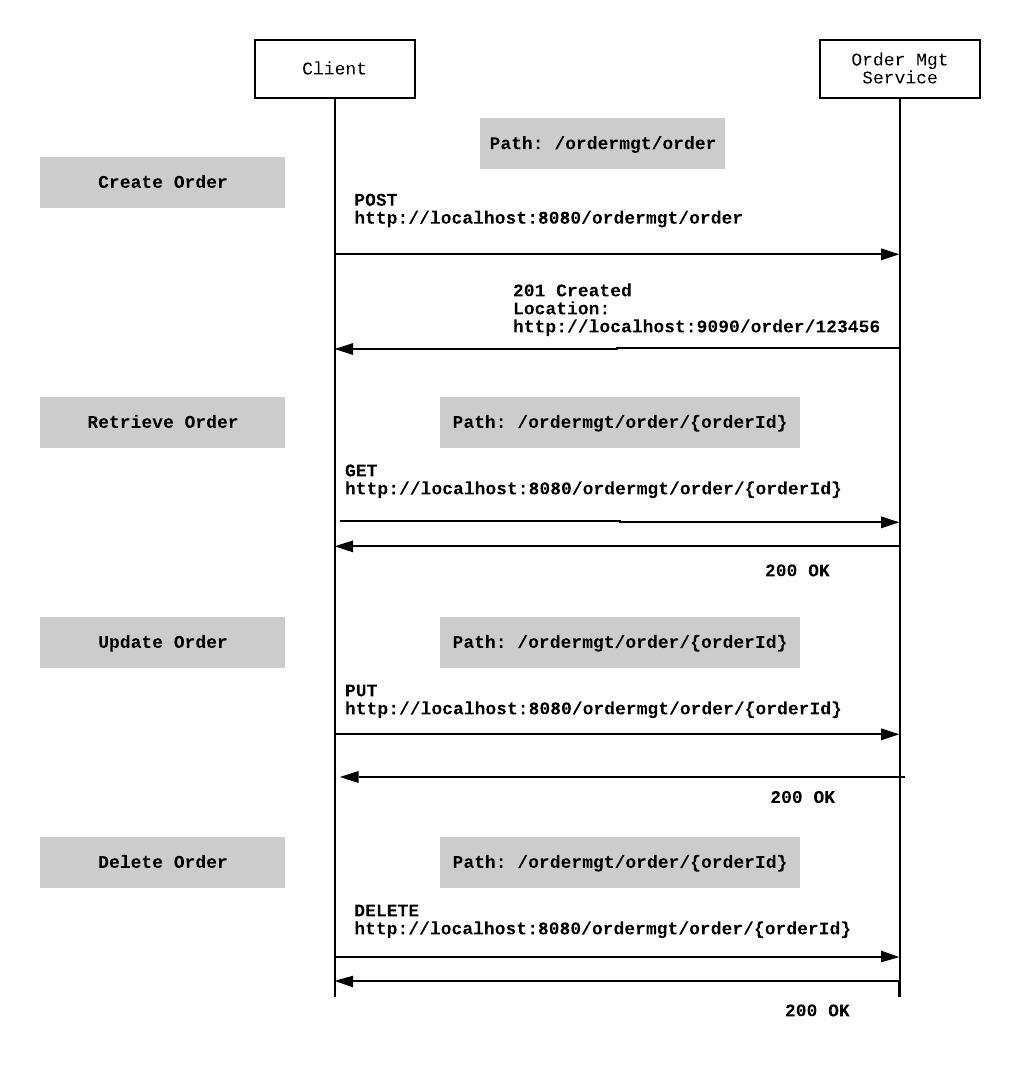 Client
Order Mgt
Service
Path: /ordermgt/order
Create Order
POST
http://localhost:8080/ordermgt/order
201 Created
Location:
http://localhost:9090/order/123456
Retrieve Order
Path: /ordermgt/order/{orderId}
GET
http://localhost:8080/ordermgt/order/{orderId}
200 OK
Update Order
Path: /ordermgt/order/{orderId}
PUT
http://localhost:8080/ordermgt/order/{orderId}
200 OK
Delete Order
Path: /ordermgt/order/{orderId}
DELETE
http://localhost:8080/ordermgt/order/{orderId}
200 OK